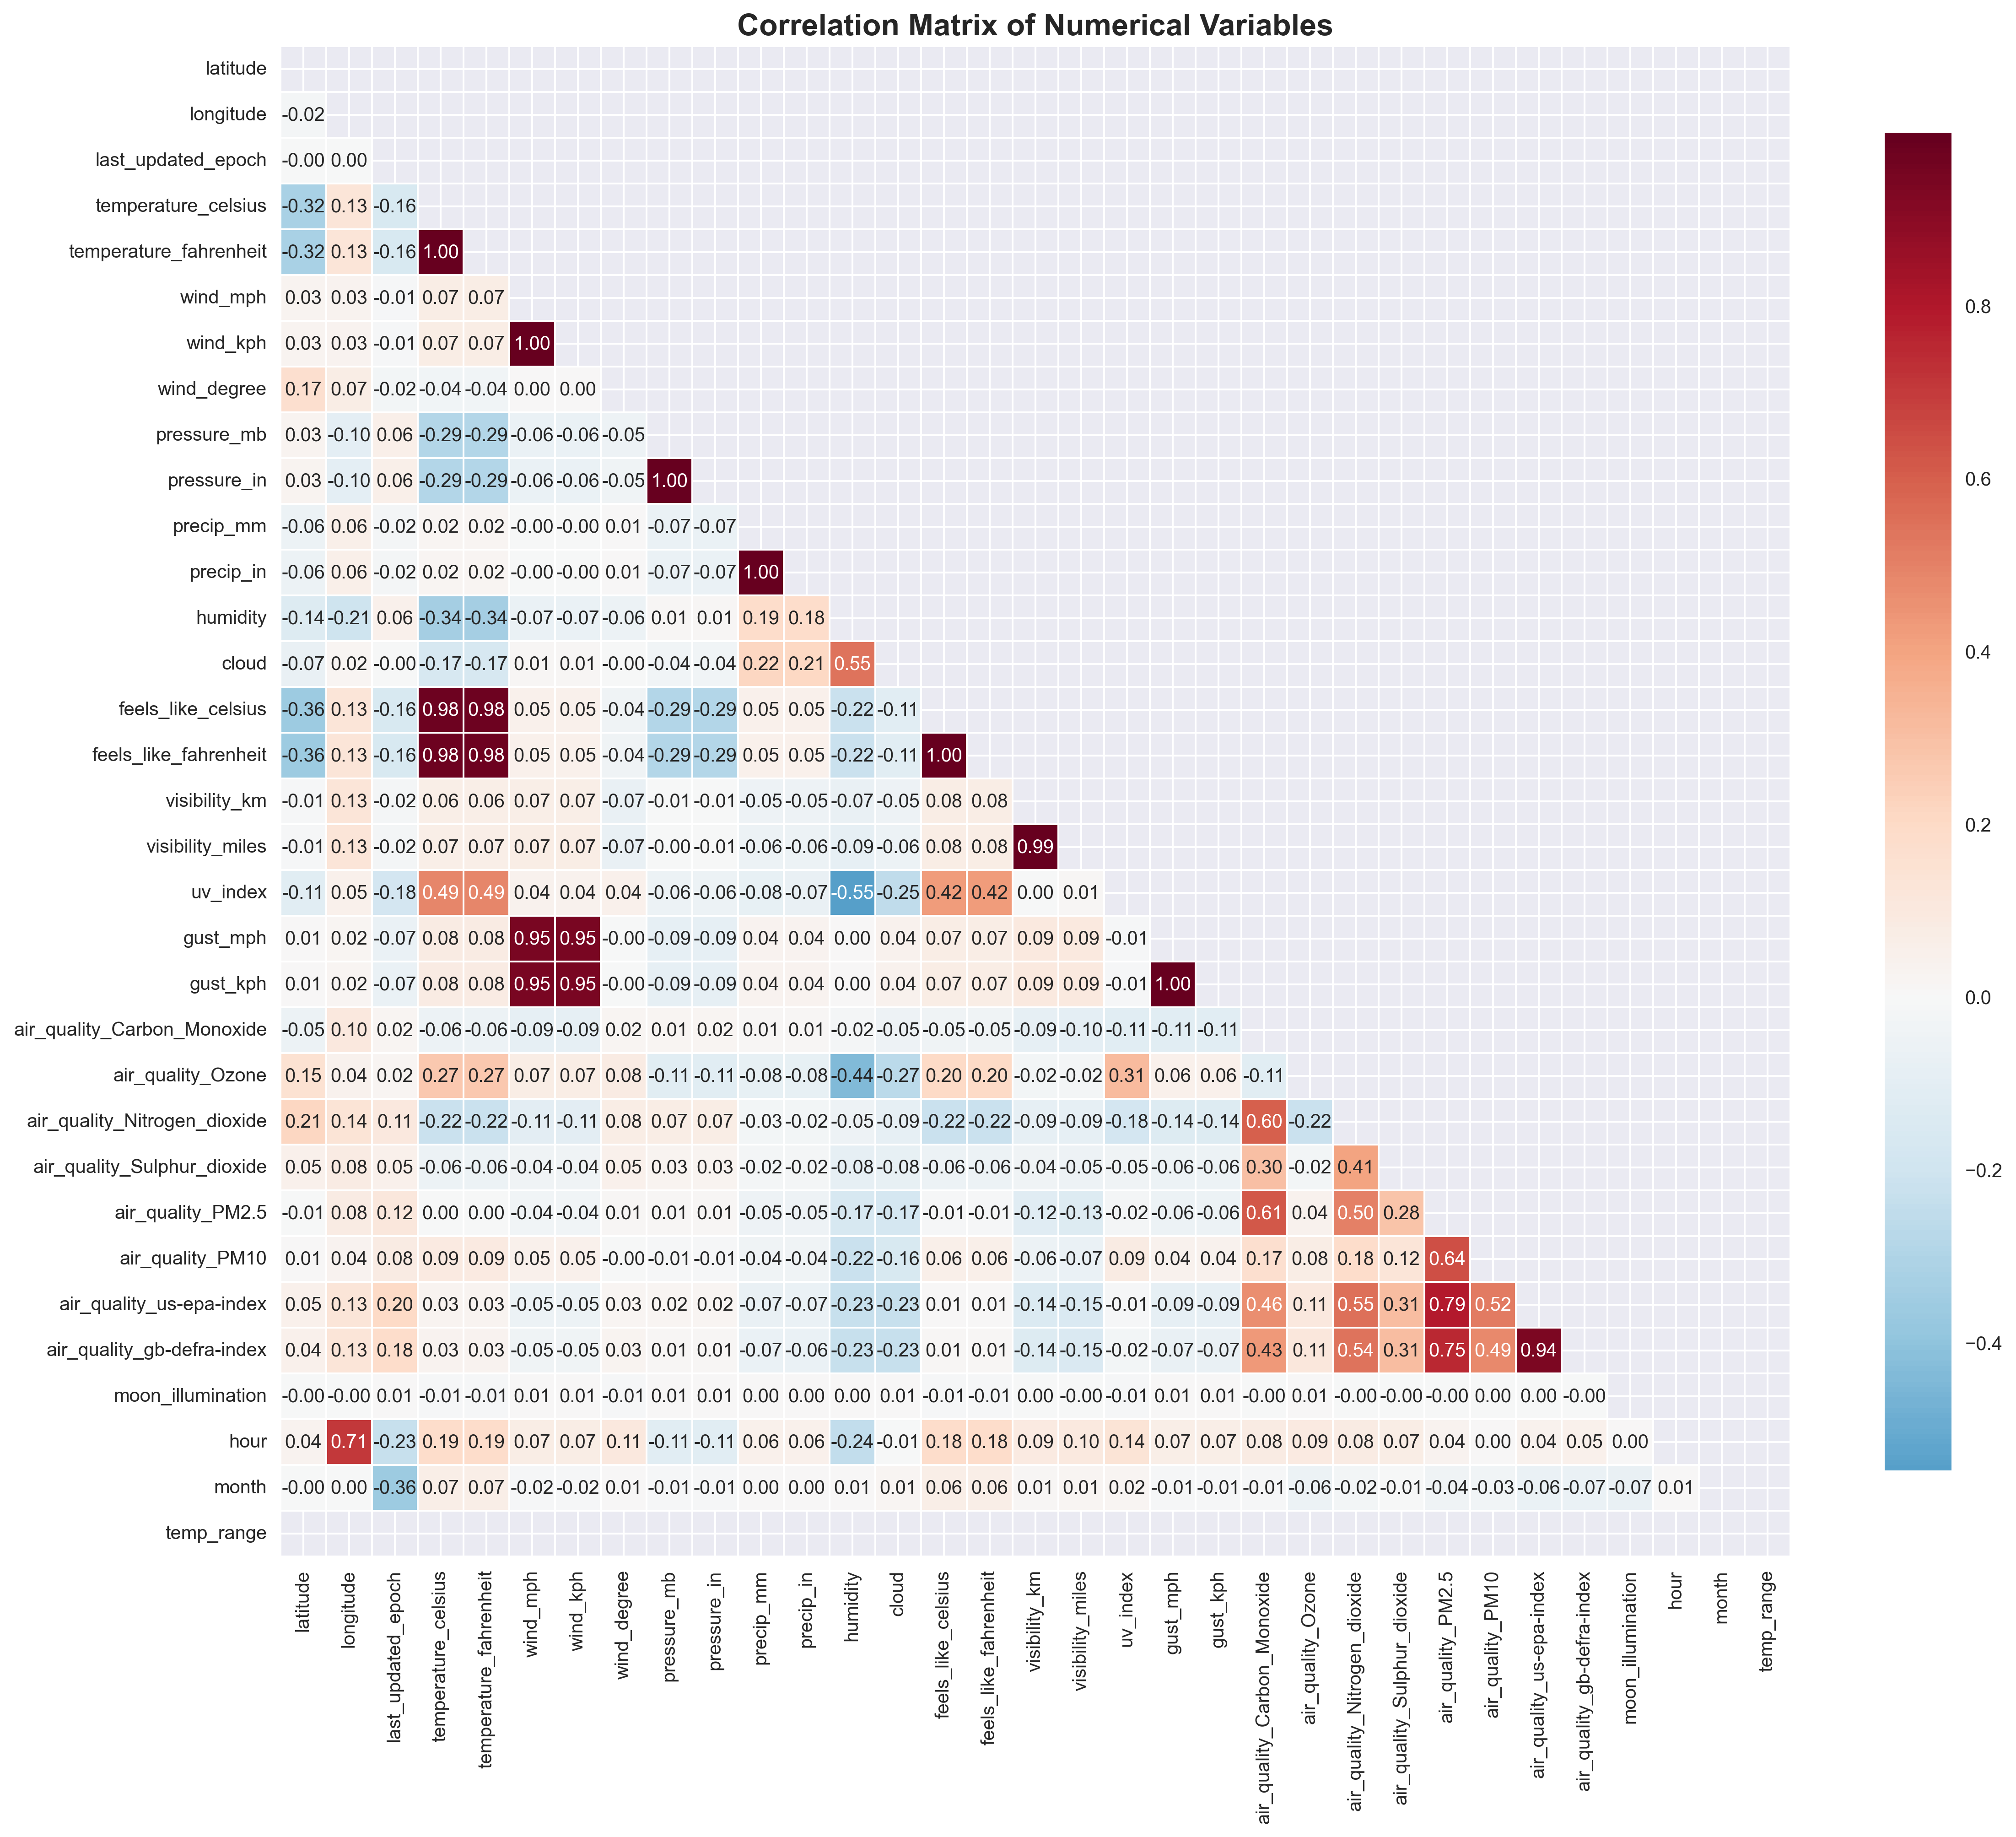 Correlation Matrix of Numerical Variables
latitude
longitude -0.02
last_updated_epoch -0.00 0.00
temperature_celsius -0.32 0.13 -0.16
temperature_fahrenheit -0.32 0.13 -0.16 1.00
wind_mph 0.03 0.03 -0.01 0.07 0.07
wind_kph 0.03 0.03 -0.01 0.07 0.07 1.00
wind_degree 0.17 0.07 -0.02 -0.04 -0.04 0.00 0.00
pressure_mb 0.03 -0.10 0.06 -0.29 -0.29 -0.06 -0.06 -0.05
pressure_in 0.03 -0.10 0.06 -0.29 -0.29 -0.06 -0.06 -0.05 1.00
precip_mm -0.06 0.06 -0.02 0.02 0.02 -0.00 -0.00 0.01 -0.07 -0.07
precip_in -0.06 0.06 -0.02 0.02 0.02 -0.00 -0.00 0.01 -0.07 -0.07 1.00
humidity -0.14 -0.21 0.06 -0.34 -0.34 -0.07 -0.07 -0.06 0.01 0.01 0.19 0.18
cloud -0.07 0.02 -0.00 -0.17 -0.17 0.01 0.01 -0.00 -0.04 -0.04 0.22 0.21 0.55
feels_like_celsius -0.36 0.13 -0.16 0.98 0.98 0.05 0.05 -0.04 -0.29 -0.29 0.05 0.05 -0.22 -0.11
feels_like_fahrenheit -0.36 0.13 -0.16 0.98 0.98 0.05 0.05 -0.04 -0.29 -0.29 0.05 0.05 -0.22 -0.11 1.00
visibility_km -0.01 0.13 -0.02 0.06 0.06 0.07 0.07 -0.07 -0.01 -0.01 -0.05 -0.05 -0.07 -0.05 0.08 0.08
visibility_miles -0.01 0.13 -0.02 0.07 0.07 0.07 0.07 -0.07 -0.00 -0.01 -0.06 -0.06 -0.09 -0.06 0.08 0.08 0.99
uv_index -0.11 0.05 -0.18 0.49 0.49 0.04 0.04 0.04 -0.06 -0.06 -0.08 -0.07 -0.55 -0.25 0.42 0.42 0.00 0.01
gust_mph 0.01 0.02 -0.07 0.08 0.08 0.95 0.95 -0.00 -0.09 -0.09 0.04 0.04 0.00 0.04 0.07 0.07 0.09 0.09 -0.01
gust_kph 0.01 0.02 -0.07 0.08 0.08 0.95 0.95 -0.00 -0.09 -0.09 0.04 0.04 0.00 0.04 0.07 0.07 0.09 0.09 -0.01 1.00
air_quality_Carbon_Monoxide -0.05 0.10 0.02 -0.06 -0.06 -0.09 -0.09 0.02 0.01 0.02 0.01 0.01 -0.02 -0.05 -0.05 -0.05 -0.09 -0.10 -0.11 -0.11 -0.11
air_quality_Ozone 0.15 0.04 0.02 0.27 0.27 0.07 0.07 0.08 -0.11 -0.11 -0.08 -0.08 -0.44 -0.27 0.20 0.20 -0.02 -0.02 0.31 0.06 0.06 -0.11
air_quality_Nitrogen_dioxide 0.21 0.14 0.11 -0.22 -0.22 -0.11 -0.11 0.08 0.07 0.07 -0.03 -0.02 -0.05 -0.09 -0.22 -0.22 -0.09 -0.09 -0.18 -0.14 -0.14 0.60 -0.22
air_quality_Sulphur_dioxide 0.05 0.08 0.05 -0.06 -0.06 -0.04 -0.04 0.05 0.03 0.03 -0.02 -0.02 -0.08 -0.08 -0.06 -0.06 -0.04 -0.05 -0.05 -0.06 -0.06 0.30 -0.02 0.41
air_quality_PM2.5 -0.01 0.08 0.12 0.00 0.00 -0.04 -0.04 0.01 0.01 0.01 -0.05 -0.05 -0.17 -0.17 -0.01 -0.01 -0.12 -0.13 -0.02 -0.06 -0.06 0.61 0.04 0.50 0.28
air_quality_PM10 0.01 0.04 0.08 0.09 0.09 0.05 0.05 -0.00 -0.01 -0.01 -0.04 -0.04 -0.22 -0.16 0.06 0.06 -0.06 -0.07 0.09 0.04 0.04 0.17 0.08 0.18 0.12 0.64
air_quality_us-epa-index 0.05 0.13 0.20 0.03 0.03 -0.05 -0.05 0.03 0.02 0.02 -0.07 -0.07 -0.23 -0.23 0.01 0.01 -0.14 -0.15 -0.01 -0.09 -0.09 0.46 0.11 0.55 0.31 0.79 0.52
air_quality_gb-defra-index 0.04 0.13 0.18 0.03 0.03 -0.05 -0.05 0.03 0.01 0.01 -0.07 -0.06 -0.23 -0.23 0.01 0.01 -0.14 -0.15 -0.02 -0.07 -0.07 0.43 0.11 0.54 0.31 0.75 0.49 0.94
moon_illumination -0.00 -0.00 0.01 -0.01 -0.01 0.01 0.01 -0.01 0.01 0.01 0.00 0.00 0.00 0.01 -0.01 -0.01 0.00 -0.00 -0.01 0.01 0.01 -0.00 0.01 -0.00 -0.00 -0.00 0.00 0.00 -0.00
hour 0.04 0.71 -0.23 0.19 0.19 0.07 0.07 0.11 -0.11 -0.11 0.06 0.06 -0.24 -0.01 0.18 0.18 0.09 0.10 0.14 0.07 0.07 0.08 0.09 0.08 0.07 0.04 0.00 0.04 0.05 0.00
month -0.00 0.00 -0.36 0.07 0.07 -0.02 -0.02 0.01 -0.01 -0.01 0.00 0.00 0.01 0.01 0.06 0.06 0.01 0.01 0.02 -0.01 -0.01 -0.01 -0.06 -0.02 -0.01 -0.04 -0.03 -0.06 -0.07 -0.07 0.01
temp_range
latitude
longitude
last_updated_epoch
temperature_celsius
temperature_fahrenheit
wind_mph
wind_kph
wind_degree
pressure_mb
pressure_in
precip_mm
precip_in
humidity
cloud
feels_like_celsius
feels_like_fahrenheit
visibility_km
visibility_miles
uv_index
gust_mph
gust_kph
air_quality_Carbon_Monoxide
air_quality_Ozone
air_quality_Nitrogen_dioxide
air_quality_Sulphur_dioxide
air_quality_PM2.5
air_quality_PM10
air_quality_us-epa-index
air_quality_gb-defra-index
moon_illumination
hour
month
temp_range
0.8
0.6
0.4
0.2
0.0
−0.2
−0.4